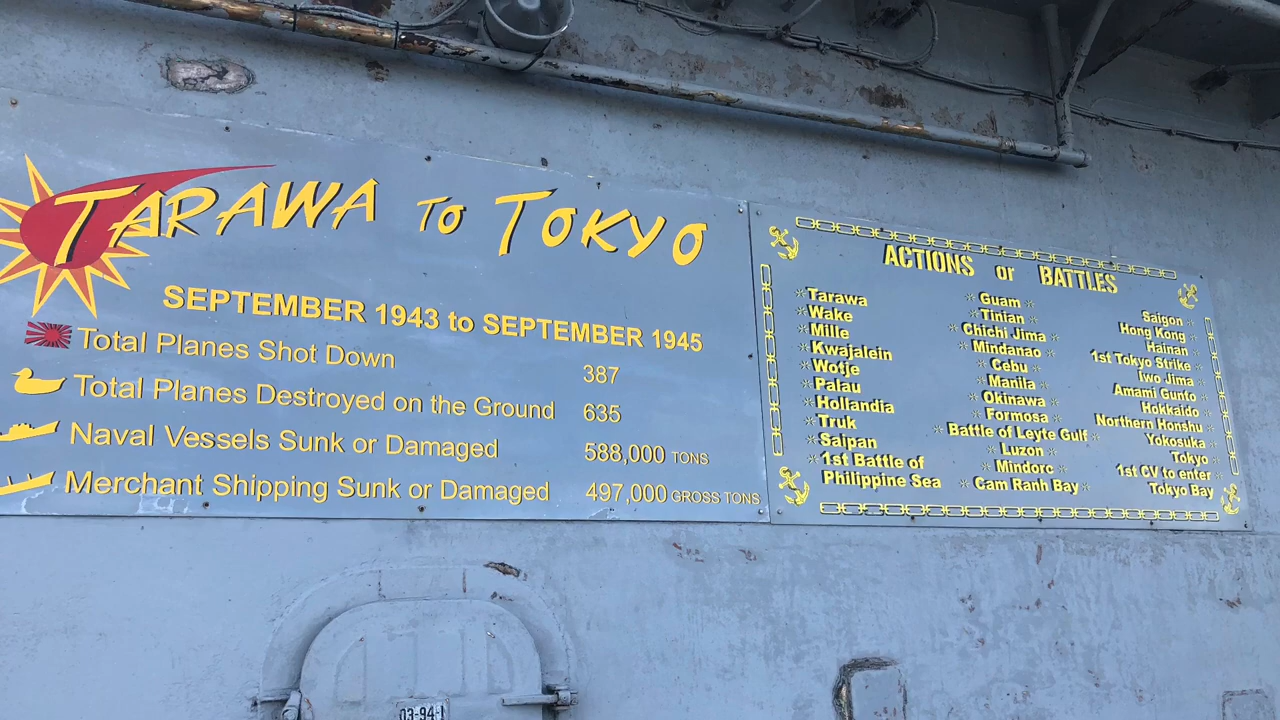 TARAWA TO TOKYO
SEPTEMBER 1943 to SEPTEMBER 1945
Total Planes Shot Down 387
Total Planes Destroyed on the Ground 635
Naval Vessels Sunk or Damaged 588,000 TONS
Merchant Shipping Sunk or Damaged 497,000 GROSS TONS
ACTIONS or BATTLES
Tarawa
Wake
Mille
Kwajalein
Wotje
Palau
Hollandia
Truk
Saipan
1st Battle of
Philippine Sea
Guam
Tinian
Chichi Jima
Mindanao
Cebu
Manila
Okinawa
Formosa
Battle of Leyte Gulf
Luzon
Mindorc
Cam Ranh Bay
Saigon
Hong Kong
Hainan
1st Tokyo Strike
Iwo Jima
Amami Gunto
Hokkaido
Northern Honshu
Yokosuka
Tokyo
1st CV to enter
Tokyo Bay
03-94-1